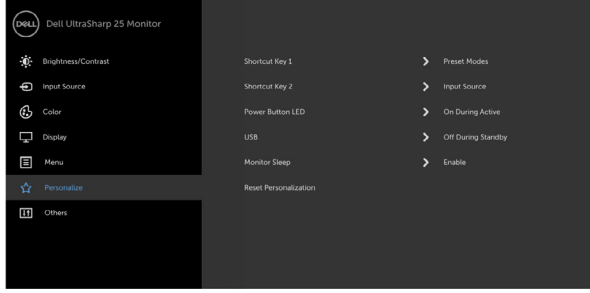 DELL Dell UltraSharp 25 Monitor
Brightness/Contrast Shortcut Key 1 Preset Modes
Input Source Shortcut Key 2 Input Source
Color Power Button LED On During Active
Display USB Off During Standby
Menu Monitor Sleep Enable
Personalize Reset Personalization
Others